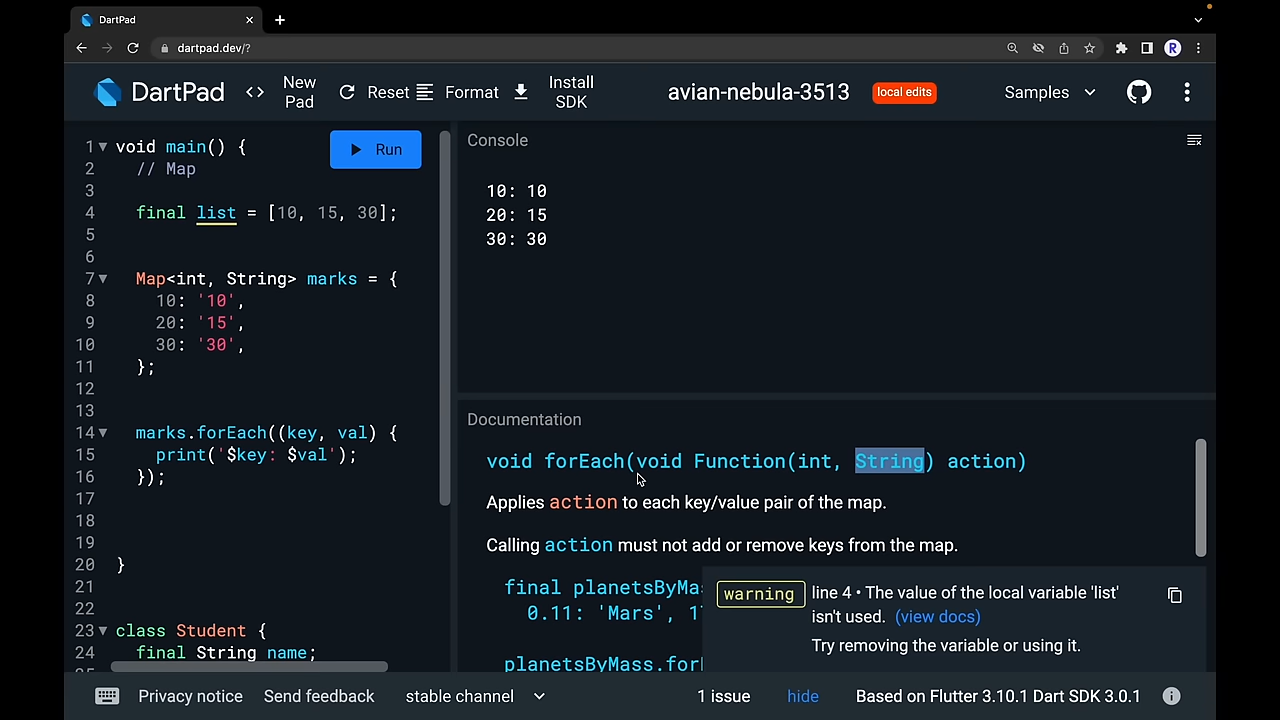 DartPad
dartpad.dev/?
R
DartPad
<> New Pad
Reset
Format
Install SDK
avian-nebula-3513
local edits
Samples
Run
1 void main() {
2 // Map
3
4 final list = [10, 15, 30];
5
6
7 Map<int, String> marks = {
8 10: '10',
9 20: '15',
10 30: '30',
11 };
12
13
14 marks.forEach((key, val) {
15 print('$key: $val');
16 });
17
18
19
20 }
21
22
23 class Student {
24 final String name;
Console
10: 10
20: 15
30: 30
Documentation
void forEach(void Function(int, String) action)
Applies action to each key/value pair of the map.
Calling action must not add or remove keys from the map.
final planetsByMas
0.11: 'Mars', 1
planetsByMass.for
warning line 4 • The value of the local variable 'list'
isn't used. (view docs)
Try removing the variable or using it.
Privacy notice
Send feedback
stable channel
1 issue
hide
Based on Flutter 3.10.1 Dart SDK 3.0.1